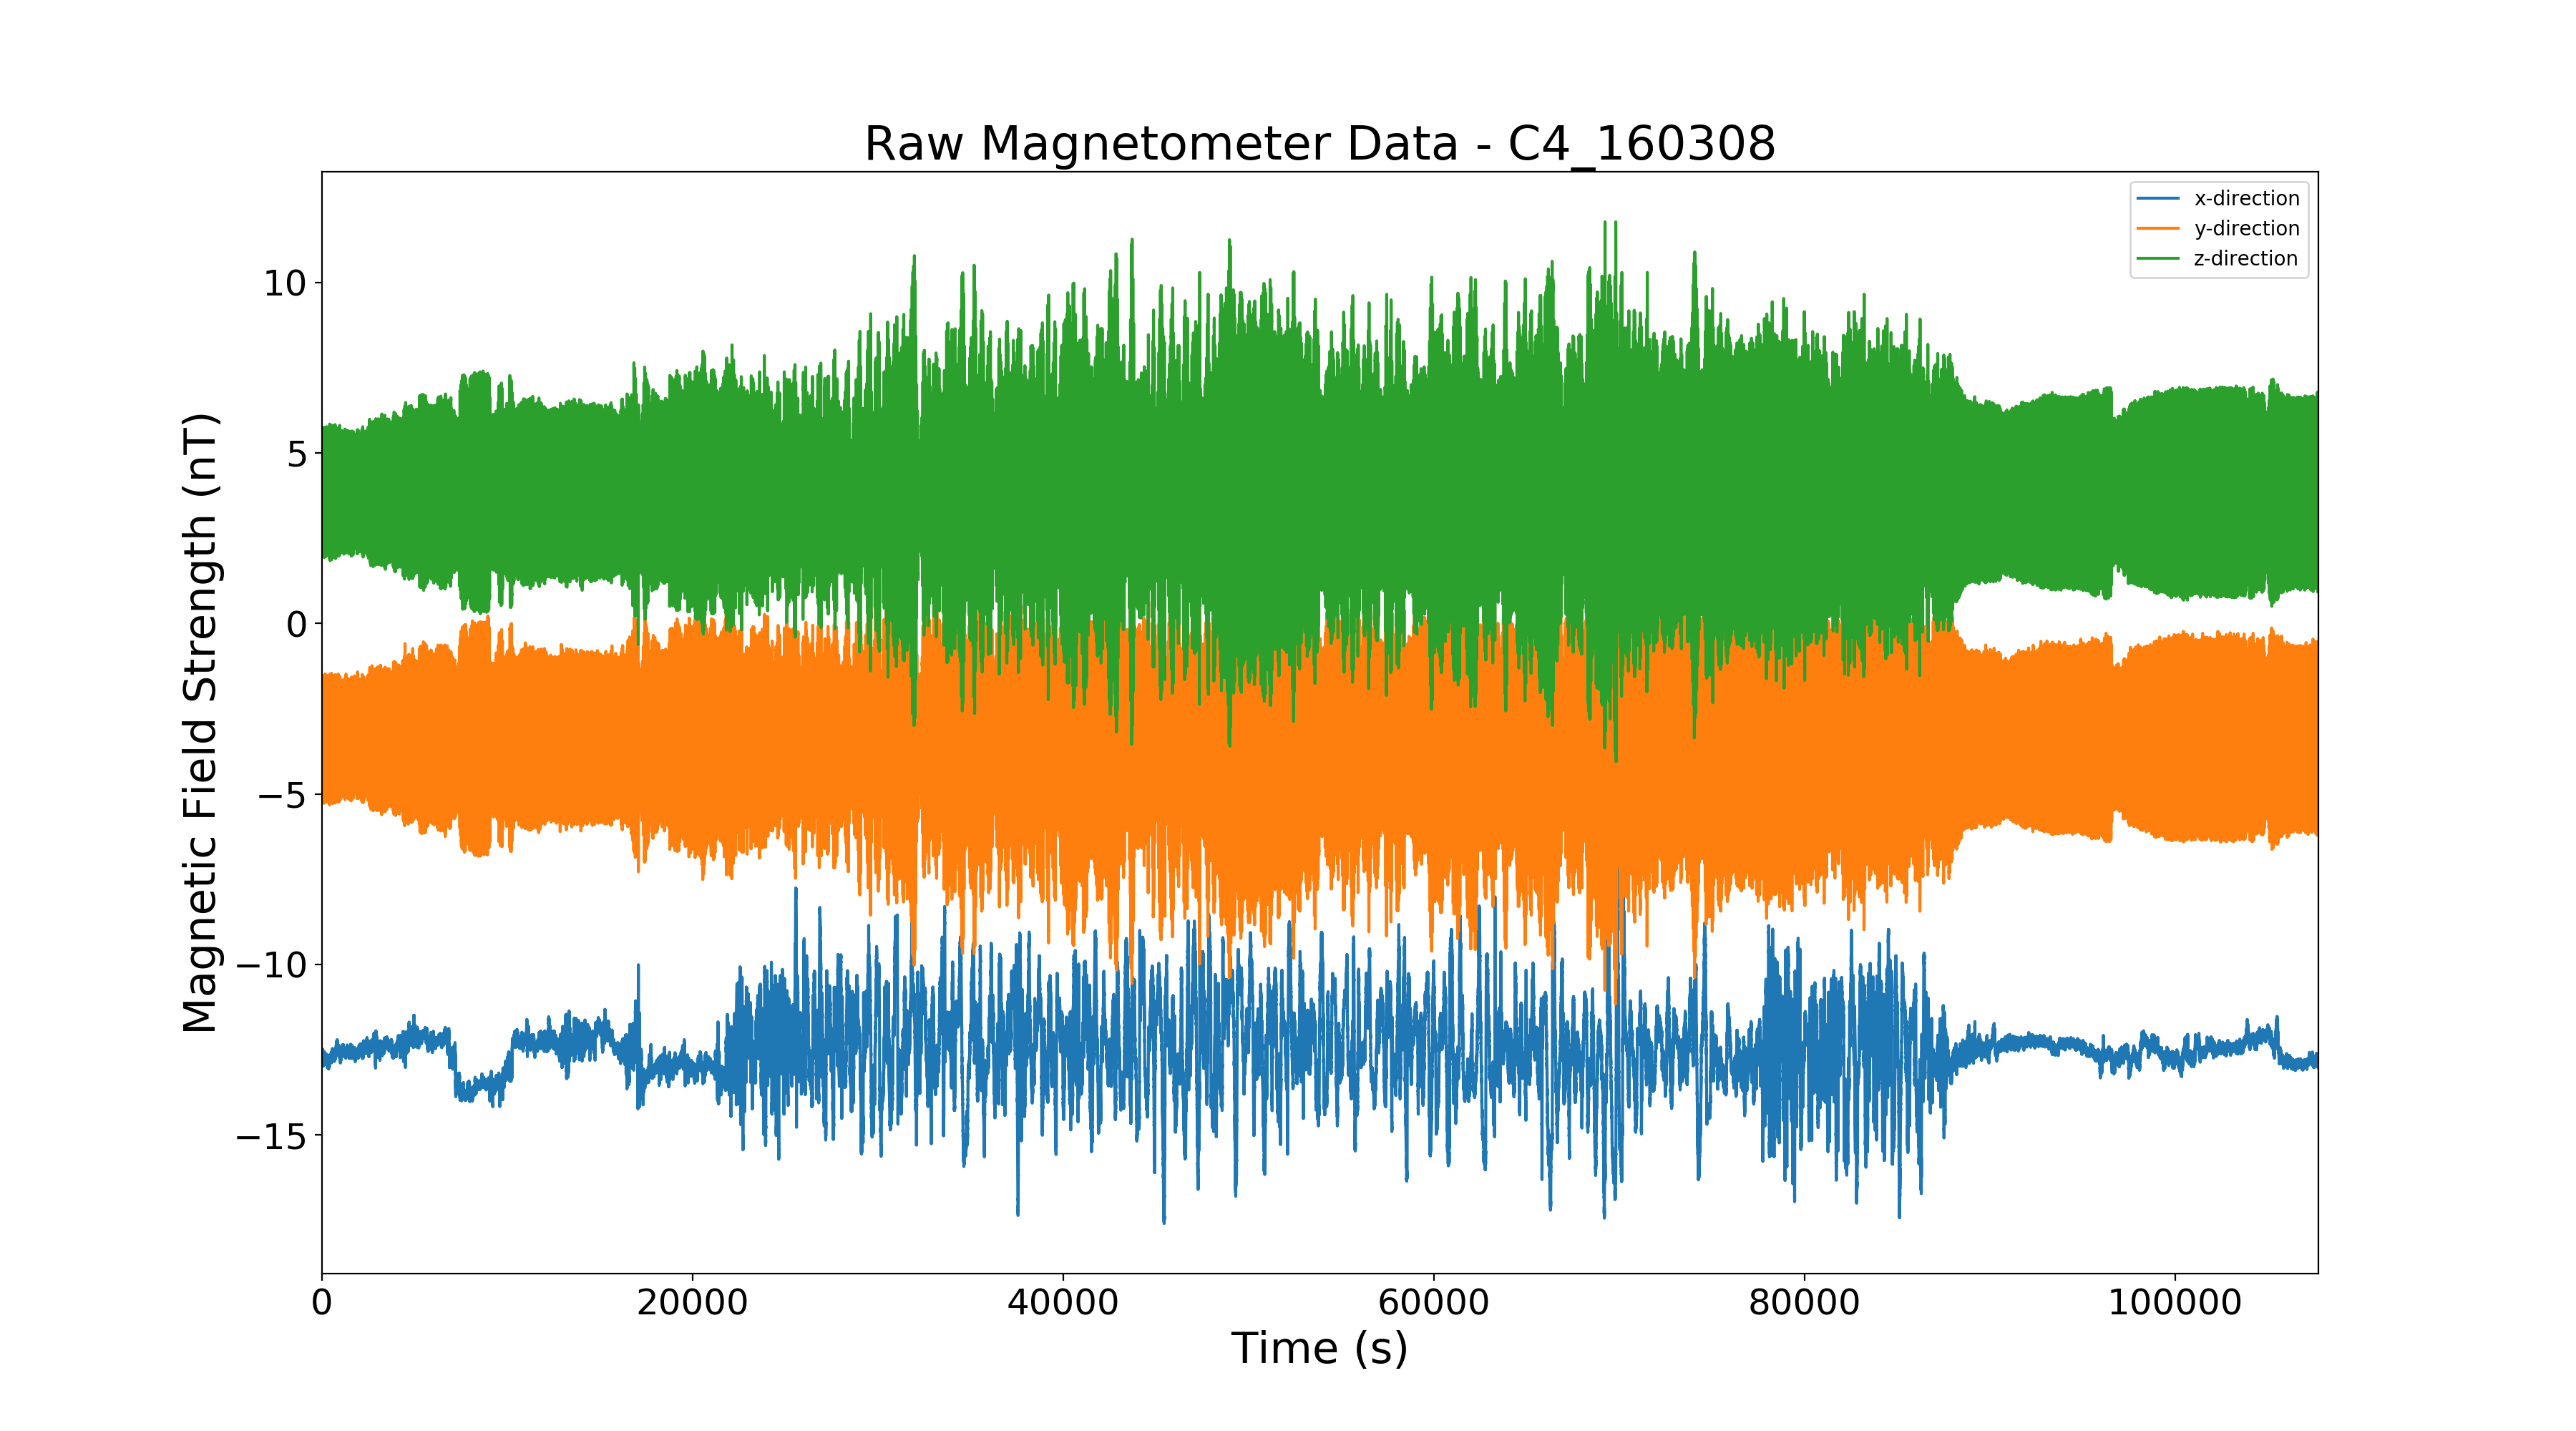 Raw Magnetometer Data - C4_160308
x-direction
y-direction
z-direction
Magnetic Field Strength (nT)
10
5
0
−5
−10
−15
0 20000 40000 60000 80000 100000
Time (s)